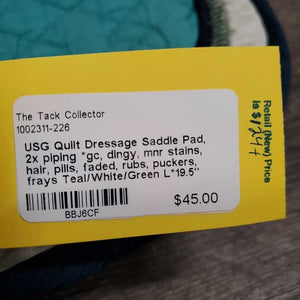 The Tack Collector
1002311-226
USG Quilt Dressage Saddle Pad,
2x piping *gc, dingy, mnr stains,
hair, pills, faded, rubs, puckers,
frays Teal/White/Green L*19.5"
BBJ6CF
$45.00
Retail (New) Price
is $124+